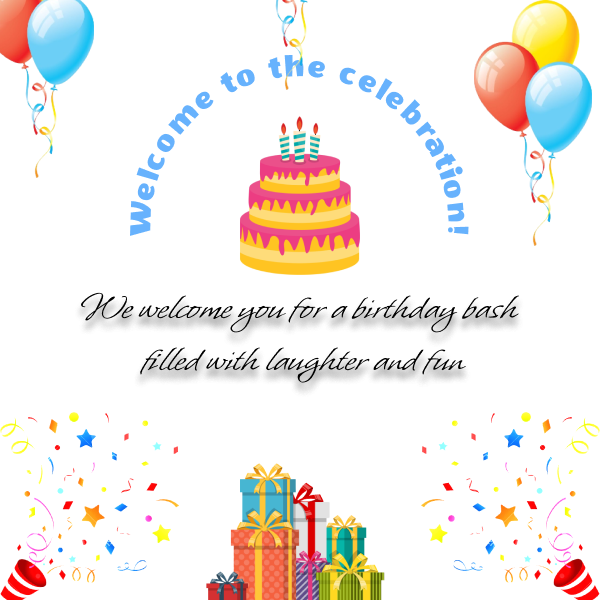 Welcome to the celebration!
We welcome you for a birthday bash
filled with laughter and fun